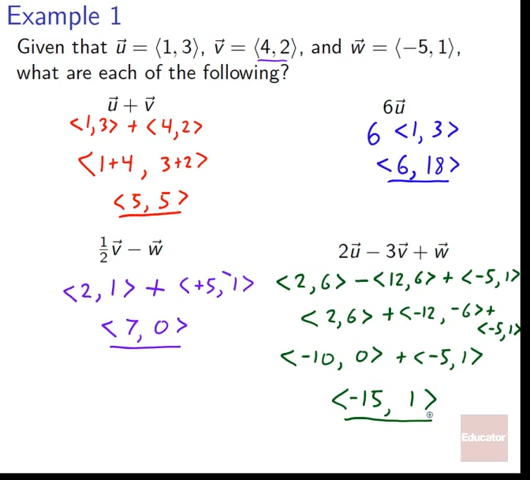 Example 1
Given that u⃗ = ⟨1, 3⟩, v⃗ = ⟨4, 2⟩, and w⃗ = ⟨−5, 1⟩,
what are each of the following?
u⃗ + v⃗
<1,3> + <4,2>
<1+4, 3+2>
<5, 5>
6u⃗
6 <1, 3>
<6, 18>
½v⃗ − w⃗
<2, 1> + <+5, -1>
<7, 0>
2u⃗ − 3v⃗ + w⃗
<2, 6> − <12, 6> + <-5, 1>
<2, 6> + <-12, -6> +
<-5, 1>
<-10, 0> + <-5, 1>
<-15, 1>
Educator